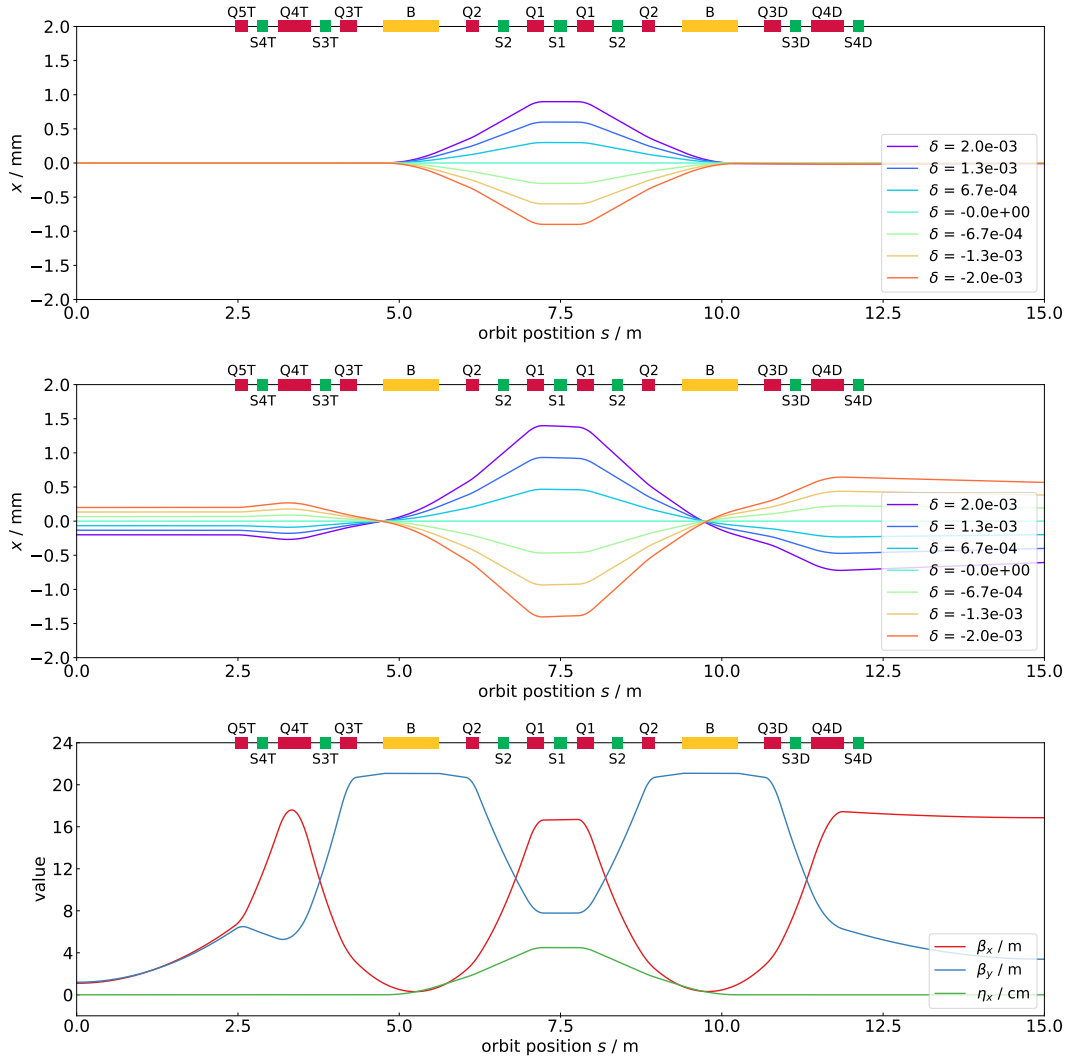 Q5T Q4T Q3T B Q2 Q1 Q1 Q2 B Q3D Q4D
S4T S3T S2 S1 S2 S3D S4D
2.0
1.5
1.0
0.5
0.0
−0.5
−1.0
−1.5
−2.0
x / mm
δ = 2.0e-03
δ = 1.3e-03
δ = 6.7e-04
δ = -0.0e+00
δ = -6.7e-04
δ = -1.3e-03
δ = -2.0e-03
0.0 2.5 5.0 7.5 10.0 12.5 15.0
orbit postition s / m
Q5T Q4T Q3T B Q2 Q1 Q1 Q2 B Q3D Q4D
S4T S3T S2 S1 S2 S3D S4D
2.0
1.5
1.0
0.5
0.0
−0.5
−1.0
−1.5
−2.0
x / mm
δ = 2.0e-03
δ = 1.3e-03
δ = 6.7e-04
δ = -0.0e+00
δ = -6.7e-04
δ = -1.3e-03
δ = -2.0e-03
0.0 2.5 5.0 7.5 10.0 12.5 15.0
orbit postition s / m
Q5T Q4T Q3T B Q2 Q1 Q1 Q2 B Q3D Q4D
S4T S3T S2 S1 S2 S3D S4D
24
20
16
12
8
4
0
value
β_x / m
β_y / m
η_x / cm
0.0 2.5 5.0 7.5 10.0 12.5 15.0
orbit position s / m